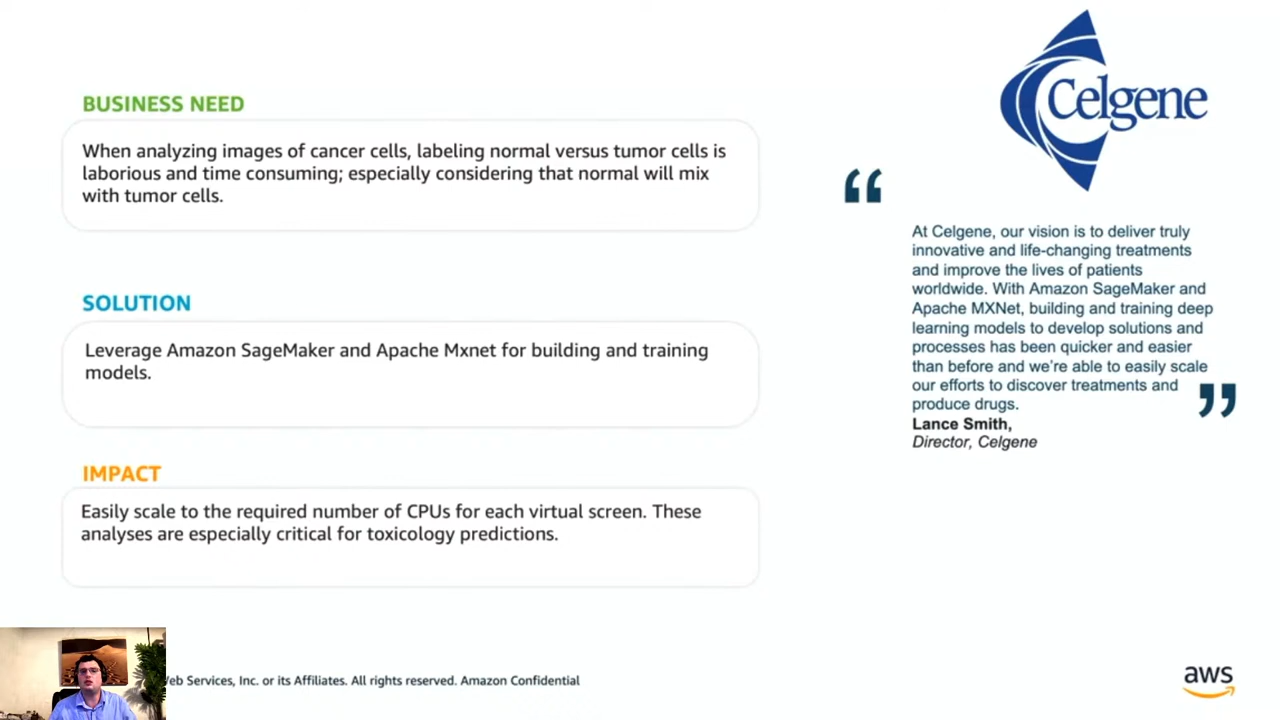 BUSINESS NEED
When analyzing images of cancer cells, labeling normal versus tumor cells is
laborious and time consuming; especially considering that normal will mix
with tumor cells.
SOLUTION
Leverage Amazon SageMaker and Apache Mxnet for building and training
models.
IMPACT
Easily scale to the required number of CPUs for each virtual screen. These
analyses are especially critical for toxicology predictions.
Celgene
“
At Celgene, our vision is to deliver truly
innovative and life-changing treatments
and improve the lives of patients
worldwide. With Amazon SageMaker and
Apache MXNet, building and training deep
learning models to develop solutions and
processes has been quicker and easier
than before and we're able to easily scale
our efforts to discover treatments and
produce drugs.
”
Lance Smith,
Director, Celgene
Services, Inc. or its Affiliates. All rights reserved. Amazon Confidential
aws